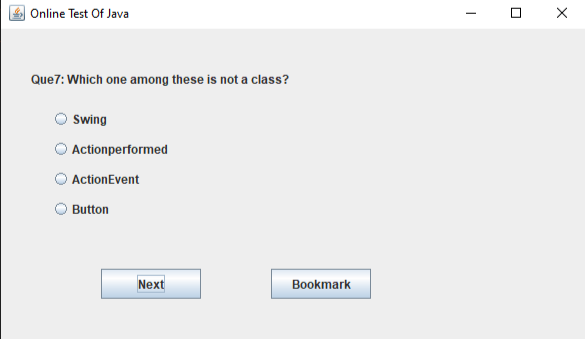 Online Test Of Java
Que7: Which one among these is not a class?
Swing
Actionperformed
ActionEvent
Button
Next Bookmark